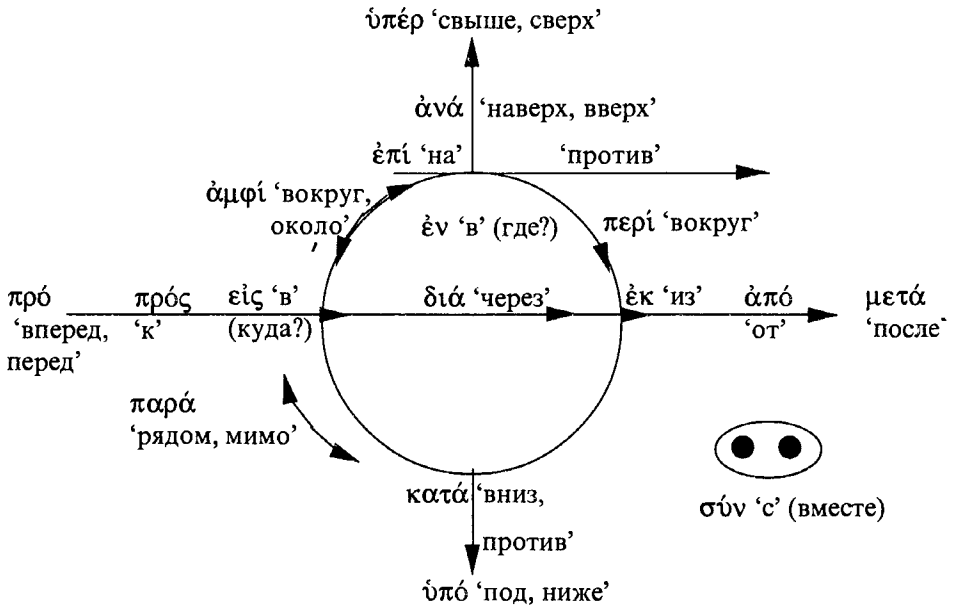 ὑπέρ ‘свыше, сверх’
ἀνά ‘наверх, вверх’
ἐπί ‘на’ ‘против’
ἀμφί ‘вокруг,
около’
ἐν ‘в’ (где?)
περί ‘вокруг’
πρό
‘вперед,
перед’
πρός
‘к’
εἰς ‘в’
(куда?)
διά ‘через’
ἐκ ‘из’
ἀπό
‘от’
μετά
‘после’
παρά
‘рядом, мимо’
κατά ‘вниз,
против’
ὑπό ‘под, ниже’
σύν ‘с’ (вместе)